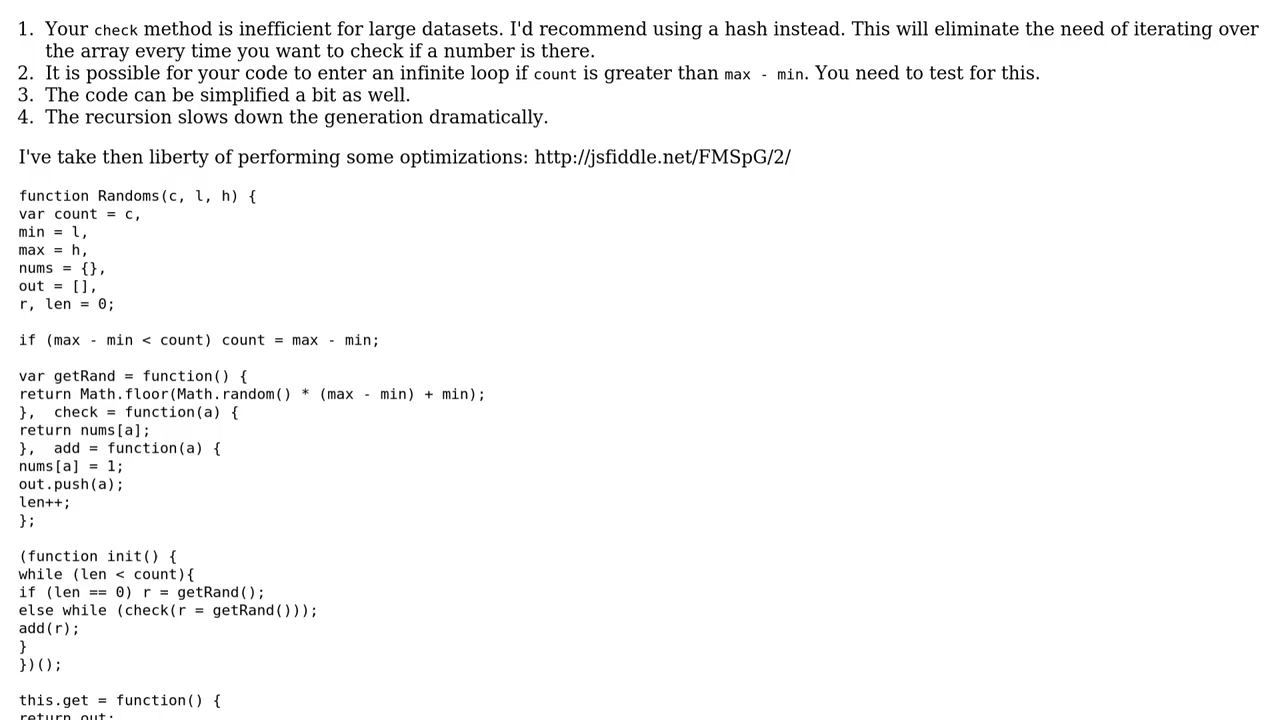 1. Your check method is inefficient for large datasets. I'd recommend using a hash instead. This will eliminate the need of iterating over
the array every time you want to check if a number is there.
2. It is possible for your code to enter an infinite loop if count is greater than max - min. You need to test for this.
3. The code can be simplified a bit as well.
4. The recursion slows down the generation dramatically.
I've take then liberty of performing some optimizations: http://jsfiddle.net/FMSpG/2/
function Randoms(c, l, h) {
var count = c,
min = l,
max = h,
nums = {},
out = [],
r, len = 0;
if (max - min < count) count = max - min;
var getRand = function() {
return Math.floor(Math.random() * (max - min) + min);
},  check = function(a) {
return nums[a];
},  add = function(a) {
nums[a] = 1;
out.push(a);
len++;
};
(function init() {
while (len < count){
if (len == 0) r = getRand();
else while (check(r = getRand()));
add(r);
}
})();
this.get = function() {
return out;